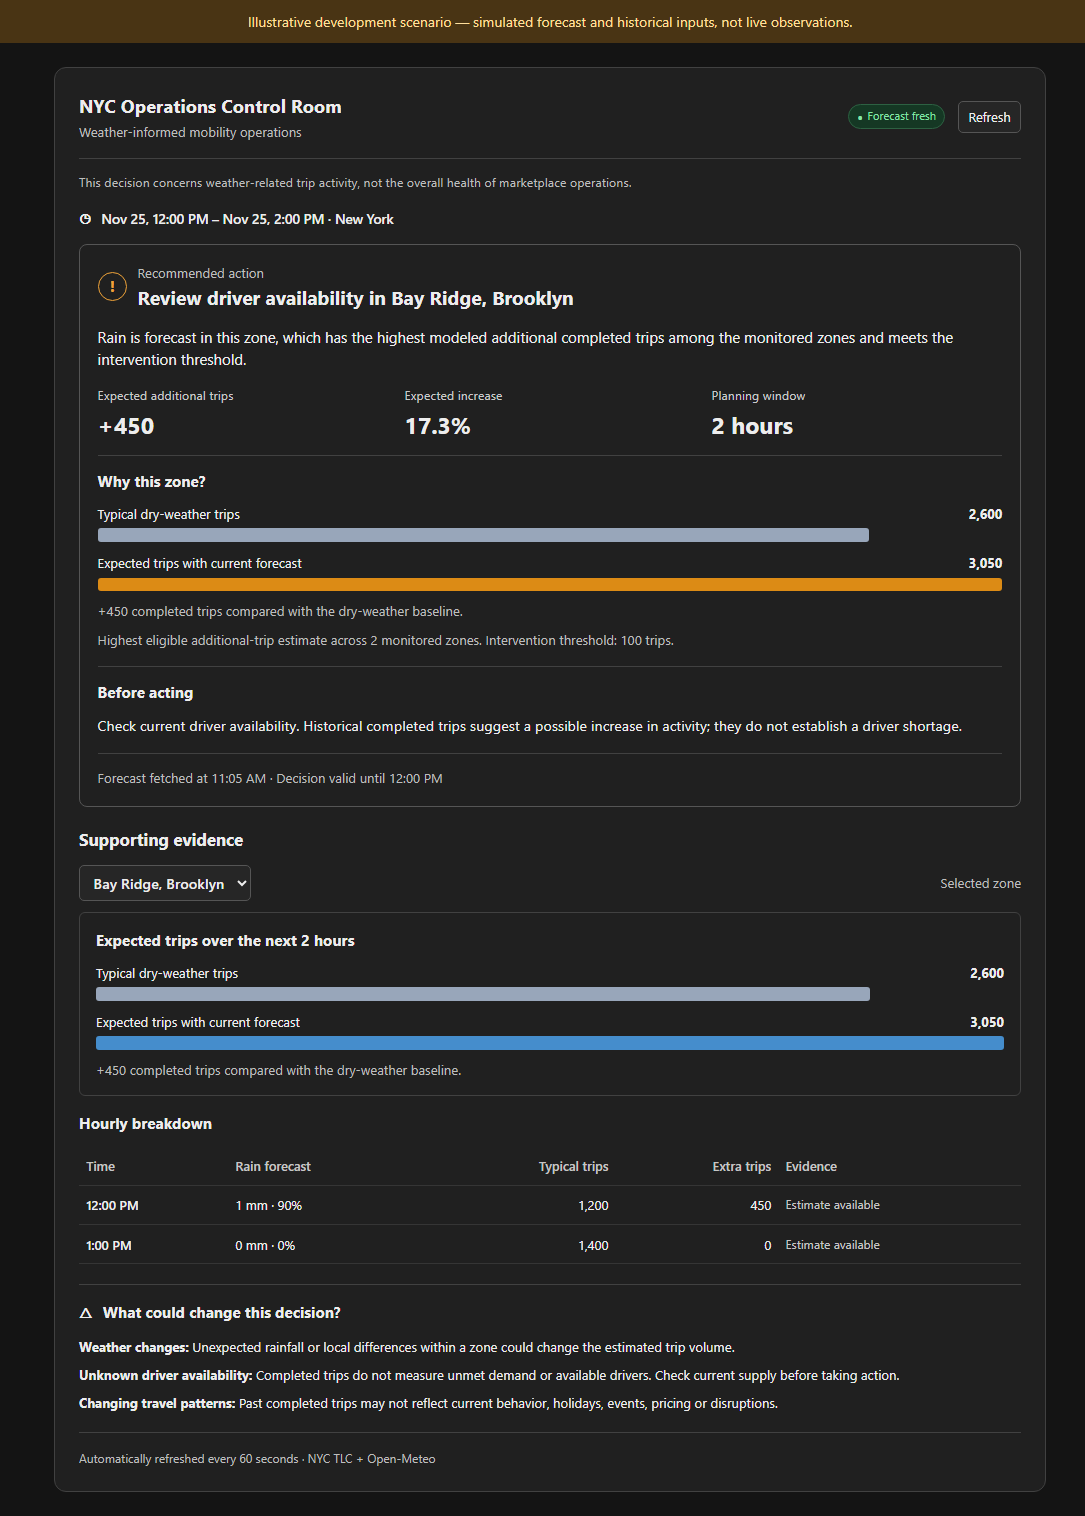 Illustrative development scenario — simulated forecast and historical inputs, not live observations.
NYC Operations Control Room
Weather-informed mobility operations
Forecast fresh
Refresh
This decision concerns weather-related trip activity, not the overall health of marketplace operations.
Nov 25, 12:00 PM – Nov 25, 2:00 PM · New York
!
Recommended action
Review driver availability in Bay Ridge, Brooklyn
Rain is forecast in this zone, which has the highest modeled additional completed trips among the monitored zones and meets the
intervention threshold.
Expected additional trips Expected increase Planning window
+450 17.3% 2 hours
Why this zone?
Typical dry-weather trips 2,600
Expected trips with current forecast 3,050
+450 completed trips compared with the dry-weather baseline.
Highest eligible additional-trip estimate across 2 monitored zones. Intervention threshold: 100 trips.
Before acting
Check current driver availability. Historical completed trips suggest a possible increase in activity; they do not establish a driver shortage.
Forecast fetched at 11:05 AM · Decision valid until 12:00 PM
Supporting evidence
Bay Ridge, Brooklyn Selected zone
Expected trips over the next 2 hours
Typical dry-weather trips 2,600
Expected trips with current forecast 3,050
+450 completed trips compared with the dry-weather baseline.
Hourly breakdown
Time Rain forecast Typical trips Extra trips Evidence
12:00 PM 1 mm · 90% 1,200 450 Estimate available
1:00 PM 0 mm · 0% 1,400 0 Estimate available
What could change this decision?
Weather changes: Unexpected rainfall or local differences within a zone could change the estimated trip volume.
Unknown driver availability: Completed trips do not measure unmet demand or available drivers. Check current supply before taking action.
Changing travel patterns: Past completed trips may not reflect current behavior, holidays, events, pricing or disruptions.
Automatically refreshed every 60 seconds · NYC TLC + Open-Meteo